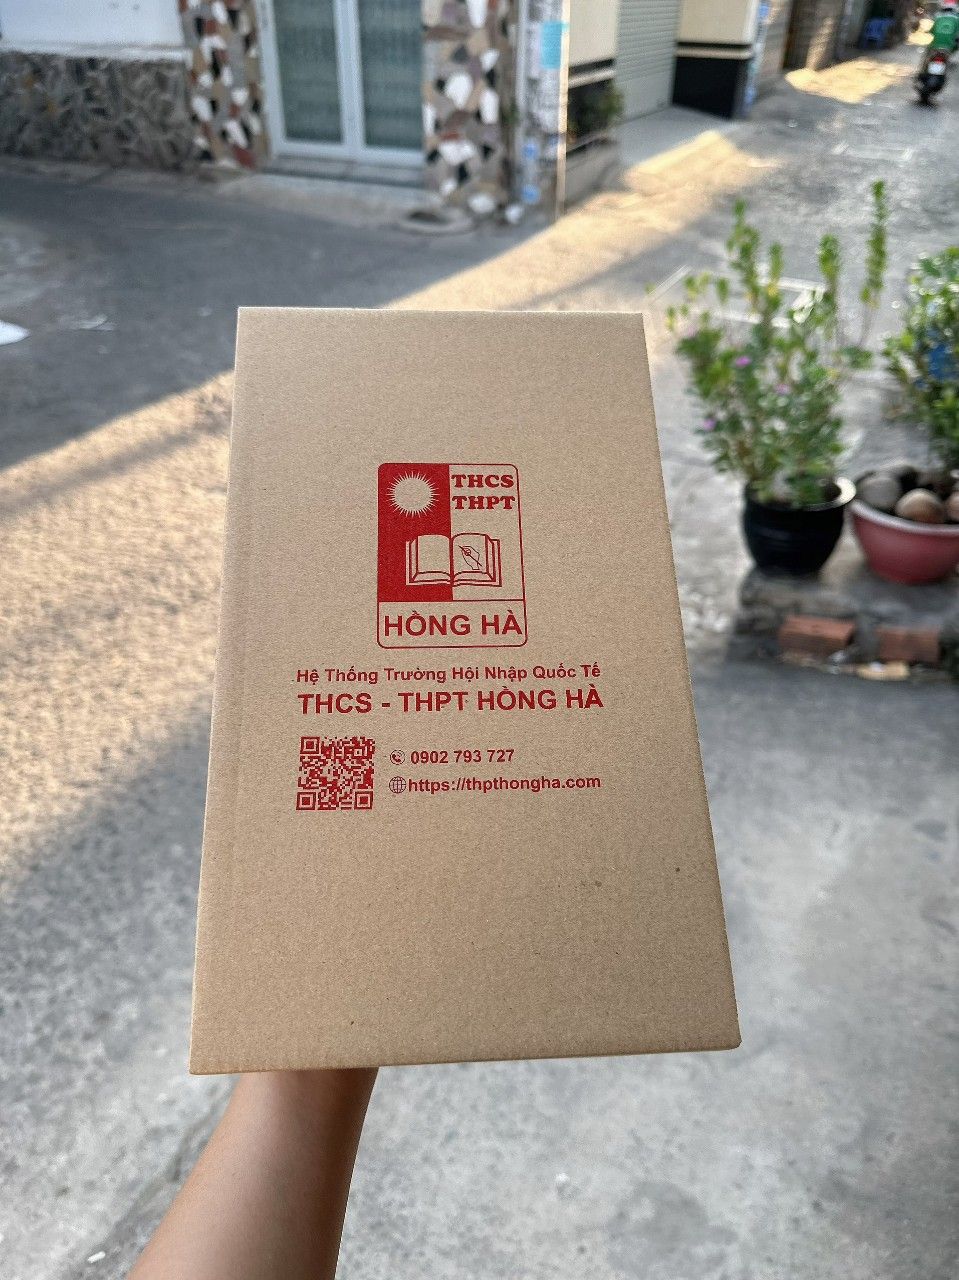 THCS
THPT
HỒNG HÀ
Hệ Thống Trường Hội Nhập Quốc Tế
THCS - THPT HỒNG HÀ
0902 793 727
https://thpthongha.com